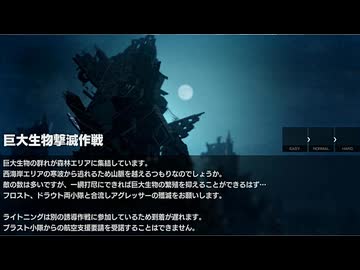 巨大生物撃滅作戦
EASY
NORMAL
HARD
巨大生物の群れが森林エリアに集結しています。
西海岸エリアの寒波から逃れるため山脈を越えるつもりなのでしょうか。
敵の数は多いですが、一網打尽にできれば巨大生物の繁殖を抑えることができるはず…
フロスト、ドラウト両小隊と合流しアグレッサーの殲滅をお願いします。
ライトニングは別の誘導作戦に参加しているため到着が遅れます。
ブラスト小隊からの航空支援要請を受諾することはできません。